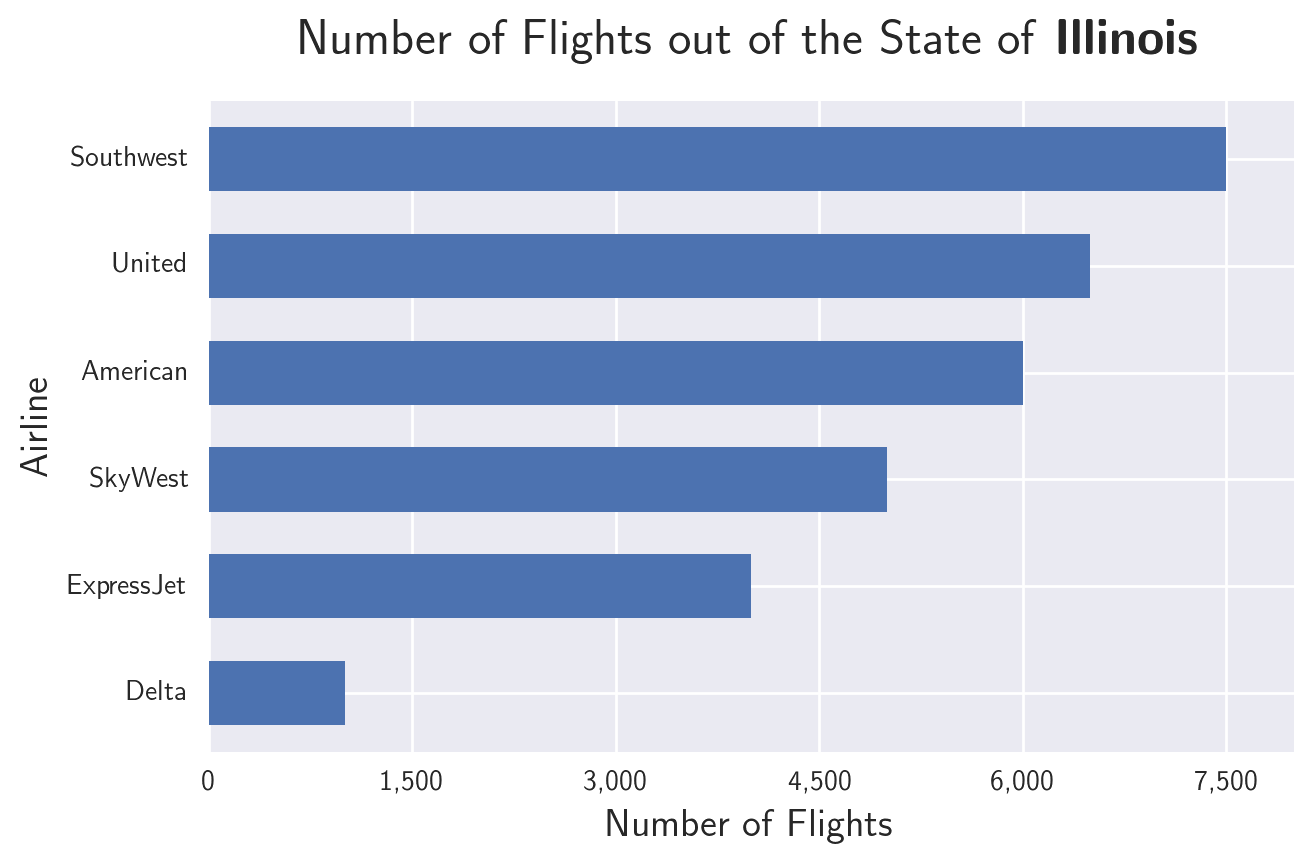 Number of Flights out of the State of Illinois
Southwest
United
American
SkyWest
ExpressJet
Delta
Airline
0 1,500 3,000 4,500 6,000 7,500
Number of Flights